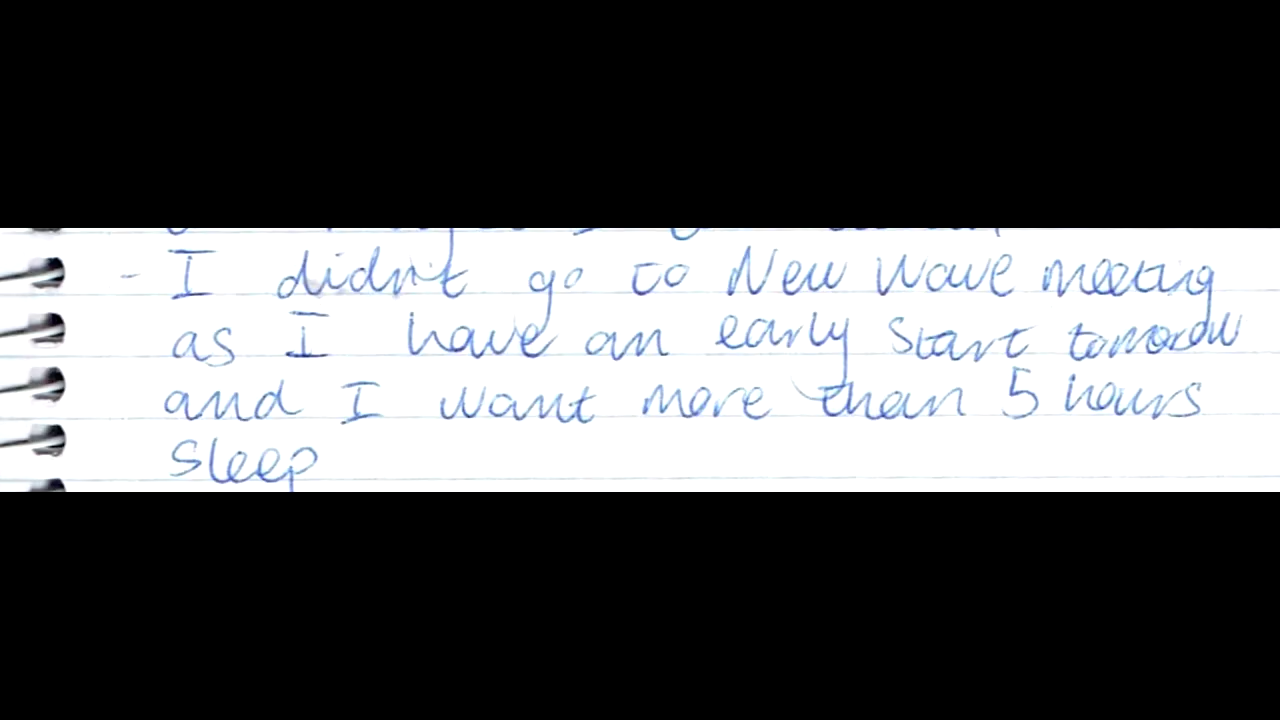 - I didn't go to New Wave meeting
as I have an early start tomorrow
and I want more than 5 hours
sleep